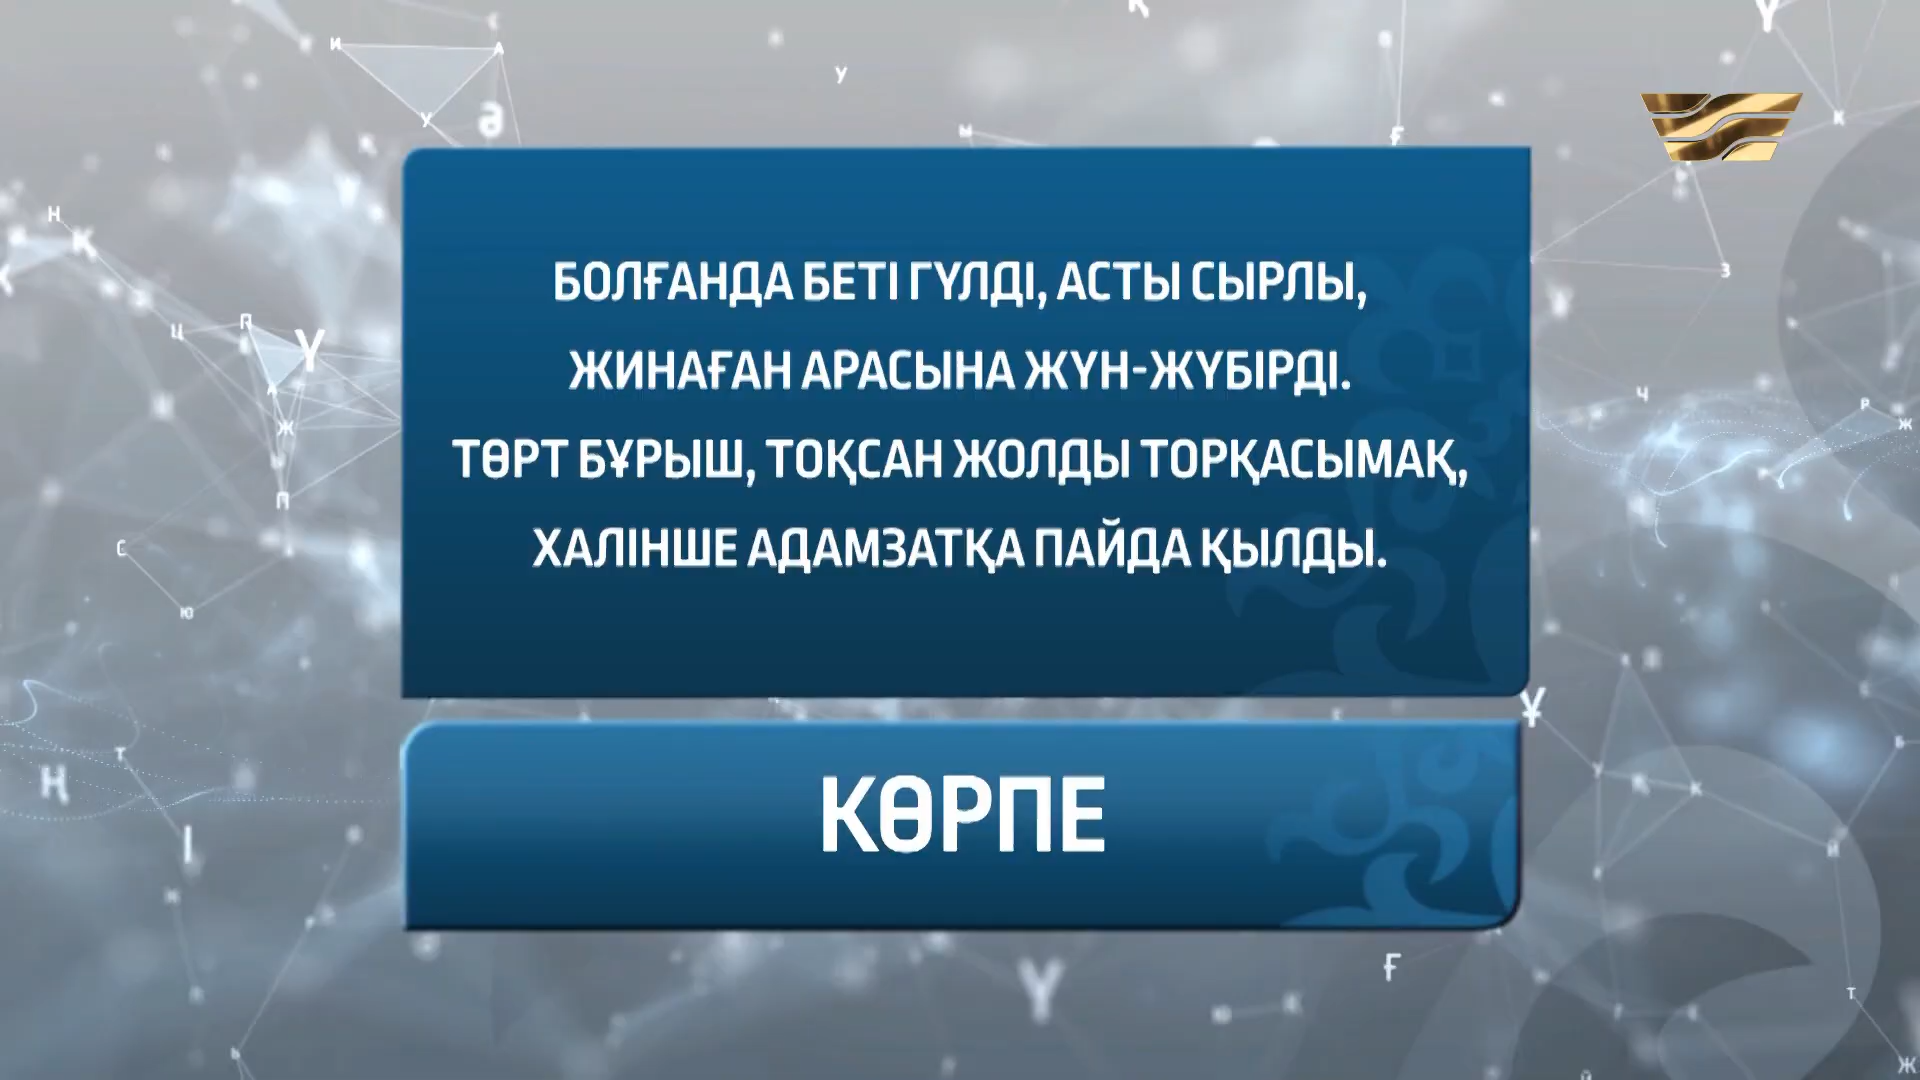 БОЛҒАНДА БЕТІ ГҮЛДІ, АСТЫ СЫРЛЫ,
ЖИНАҒАН АРАСЫНА ЖҮН-ЖҮБІРДІ.
ТӨРТ БҰРЫШ, ТОҚСАН ЖОЛДЫ ТОРҚАСЫМАҚ,
ХАЛІНШЕ АДАМЗАТҚА ПАЙДА ҚЫЛДЫ.
КӨРПЕ